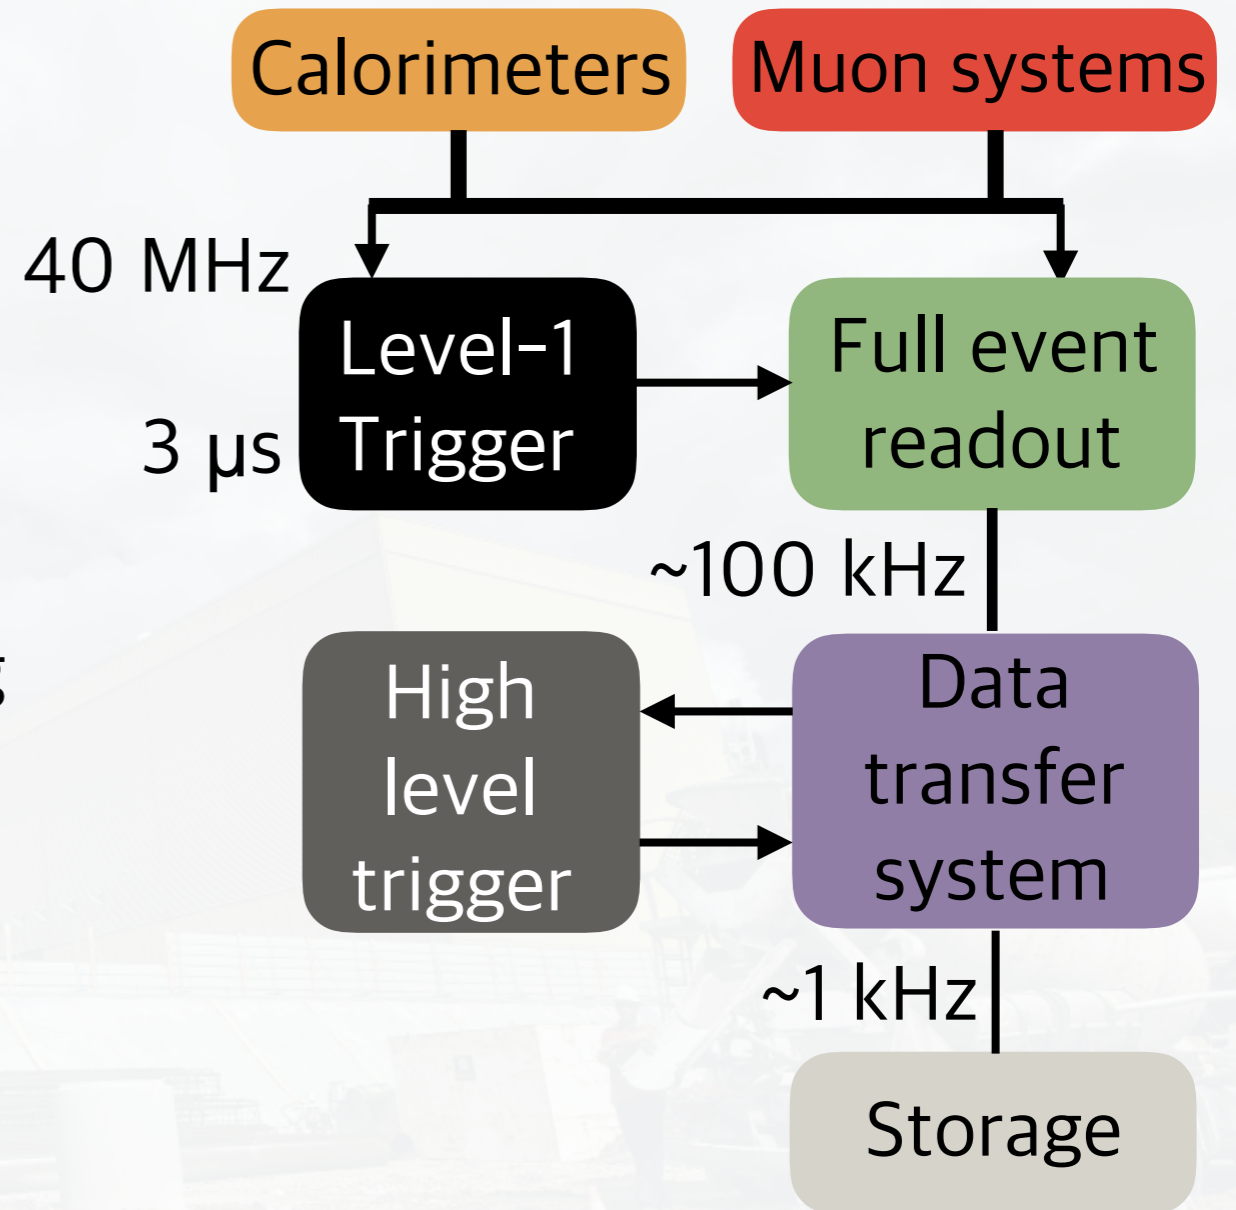 Calorimeters
Muon systems
40 MHz
Level-1
Trigger
3 μs
Full event
readout
~100 kHz
High
level
trigger
Data
transfer
system
~1 kHz
Storage